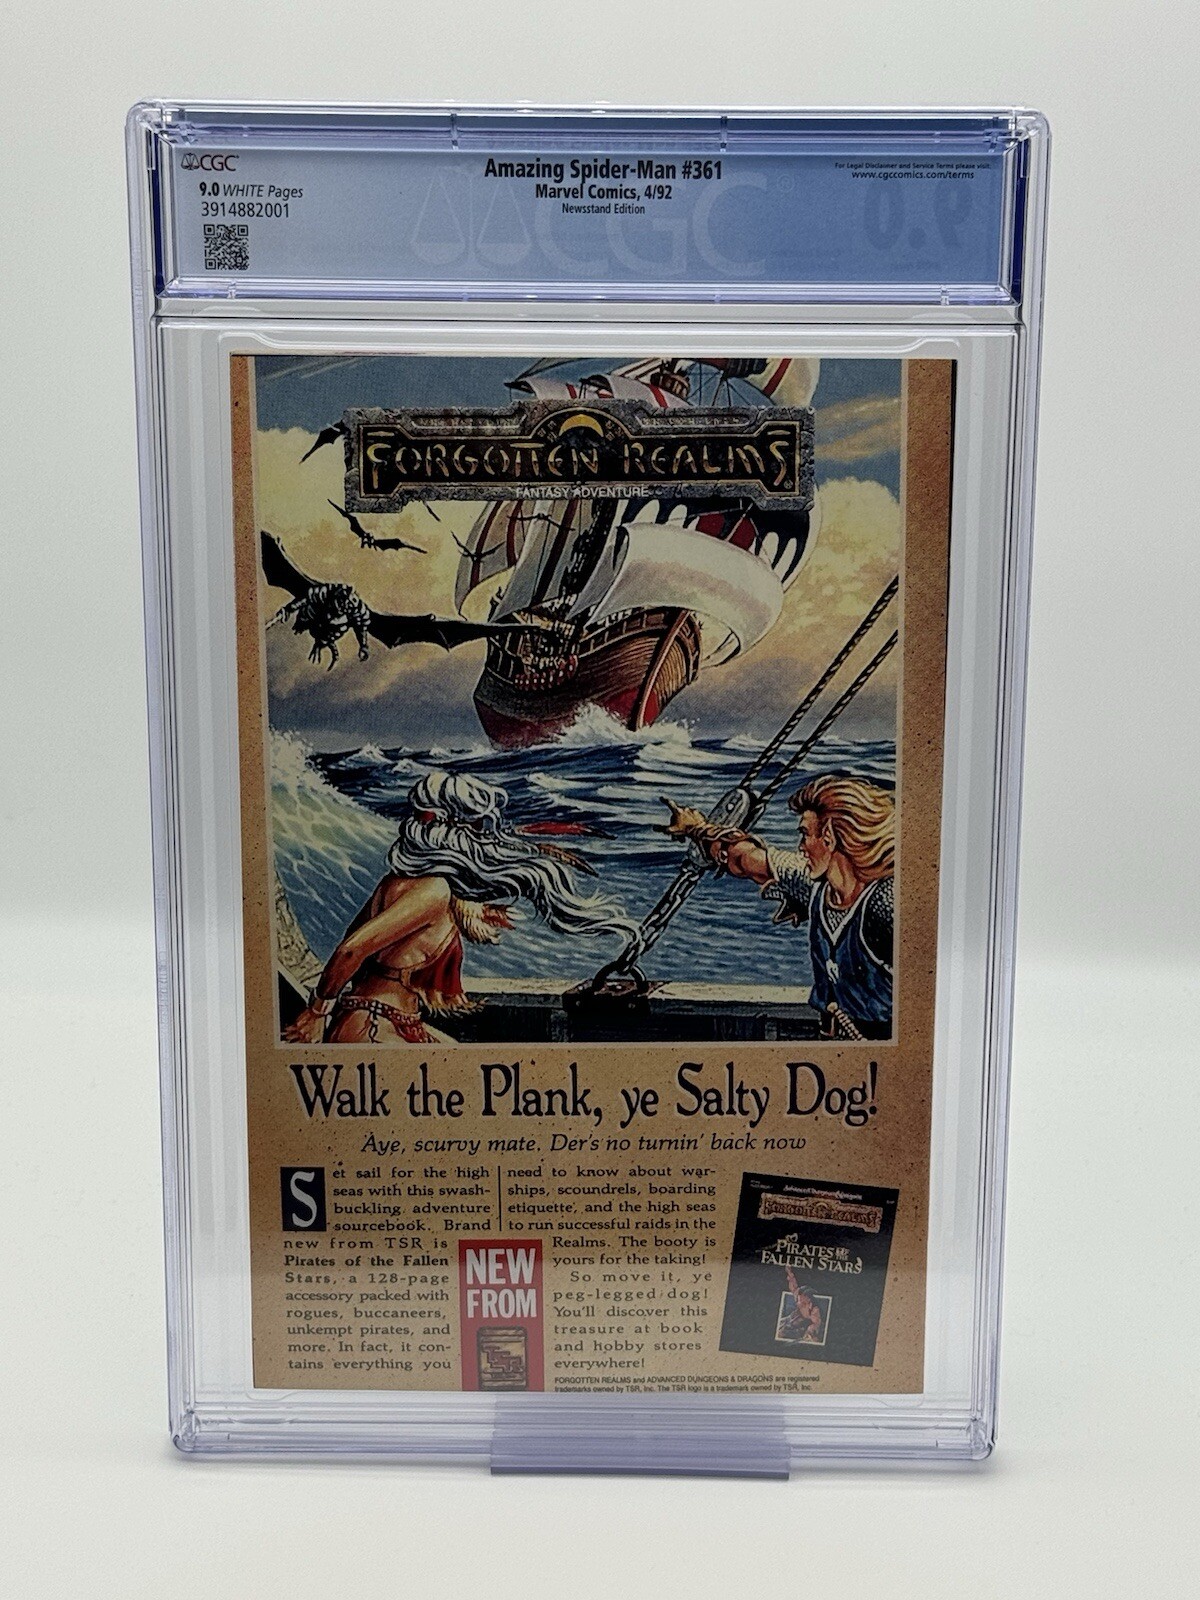 CGC
9.0 WHITE Pages
3914882001
Amazing Spider-Man #361
Marvel Comics, 4/92
Newsstand Edition
For Legal Disclaimer and Service Terms please visit:
www.cgccomics.com/terms
CGC
9.0
FORGOTTEN REALMS
FANTASY ADVENTURE
Walk the Plank, ye Salty Dog!
Aye, scurvy mate. Der's no turnin' back now
Set sail for the high
seas with this swash-
buckling adventure
sourcebook. Brand
new from TSR is
Pirates of the Fallen
Stars, a 128-page
accessory packed with
rogues, buccaneers,
unkempt pirates, and
more. In fact, it con-
tains everything you
need to know about war-
ships, scoundrels, boarding
etiquette, and the high seas
to run successful raids in the
Realms. The booty is
yours for the taking!
So move it, ye
peg-legged dog!
You'll discover this
treasure at book
and hobby stores
everywhere!
NEW
FROM
TSR
Advanced Dungeons & Dragons
FORGOTTEN REALMS
PIRATES OF THE
FALLEN STARS
FORGOTTEN REALMS and ADVANCED DUNGEONS & DRAGONS are registered
trademarks owned by TSR, Inc. The TSR logo is a trademark owned by TSR, Inc.